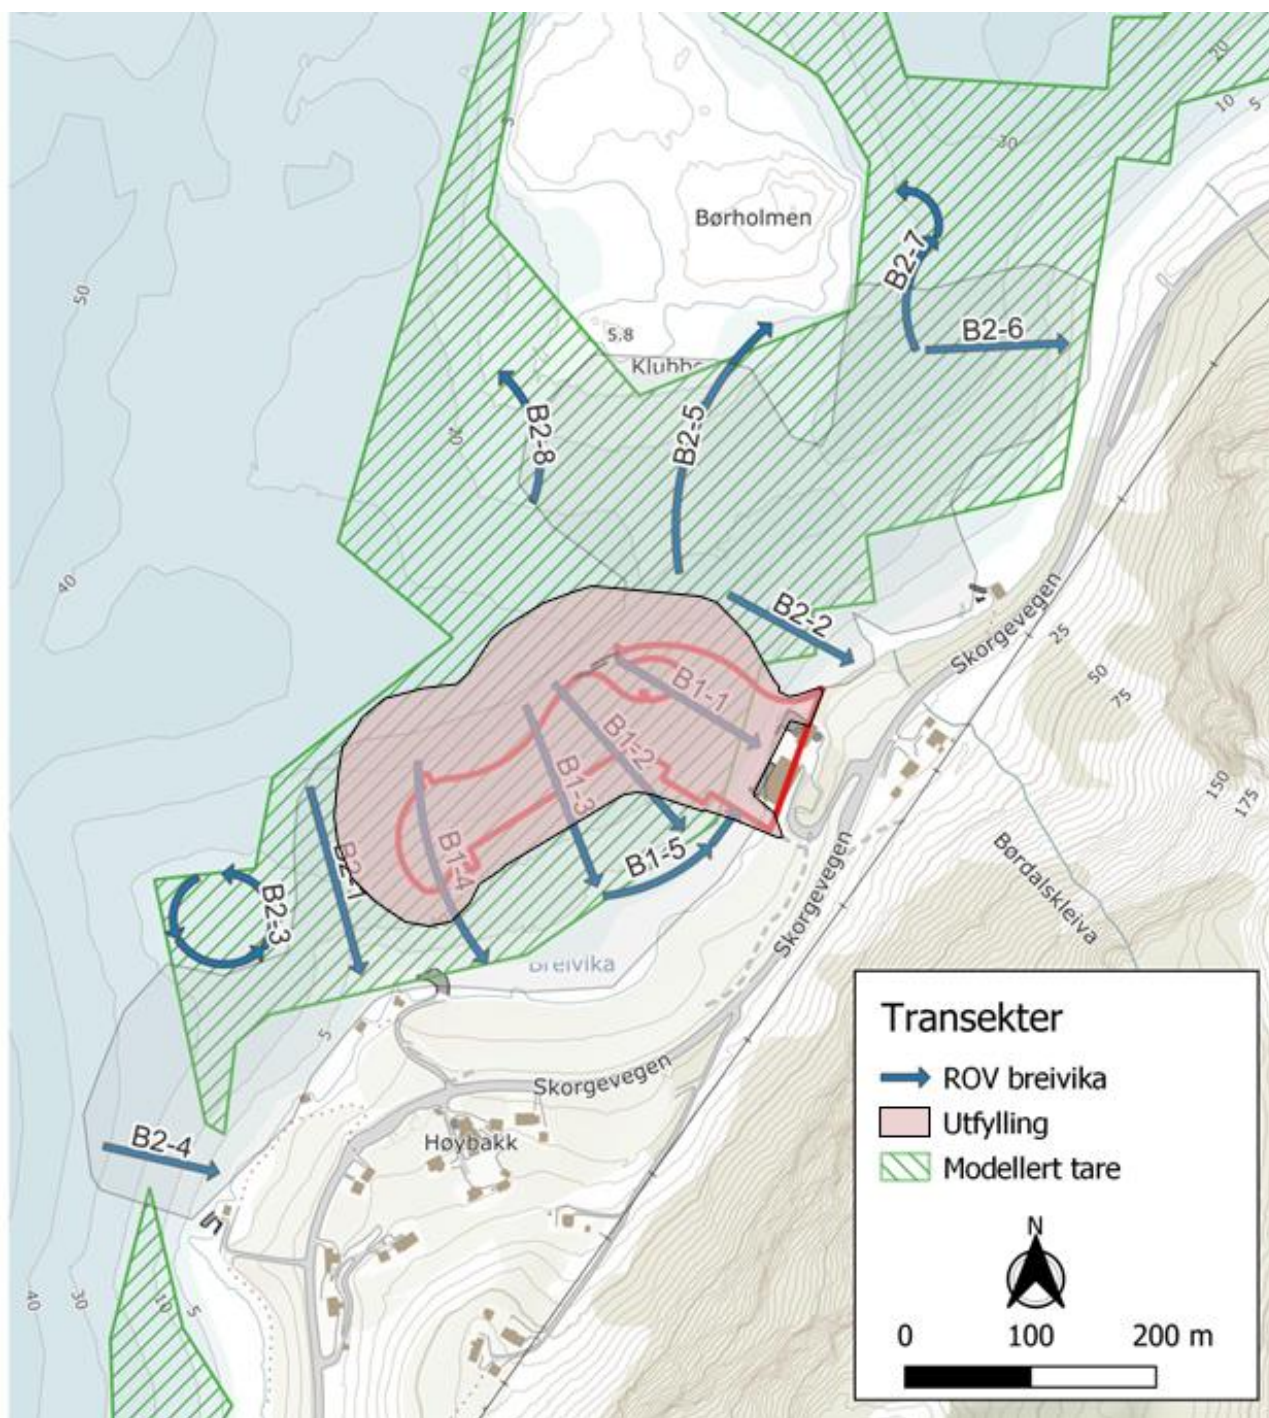 20
10
5
30
5
Børholmen
B2-7
50
B2-6
5.8
B2-5
B2-8
40
B2-2
Skorgevegen
25
50
75
B1-1
B1-2
B1-3
150
175
B1-4
B1-5
B2-1
B2-3
Skorgevegen
Børdalskleiva
Breivika
5
Skorgevegen
B2-4
Høybakk
40
30
10
5
Transekter
ROV breivika
Utfylling
Modellert tare
N
0 100 200 m